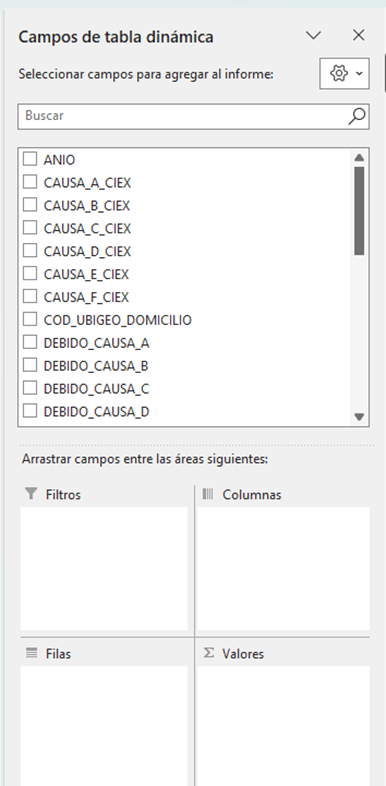 Campos de tabla dinámica
Seleccionar campos para agregar al informe:
Buscar
ANIO
CAUSA_A_CIEX
CAUSA_B_CIEX
CAUSA_C_CIEX
CAUSA_D_CIEX
CAUSA_E_CIEX
CAUSA_F_CIEX
COD_UBIGEO_DOMICILIO
DEBIDO_CAUSA_A
DEBIDO_CAUSA_B
DEBIDO_CAUSA_C
DEBIDO_CAUSA_D
Arrastrar campos entre las áreas siguientes:
Filtros
Columnas
Filas
Σ Valores